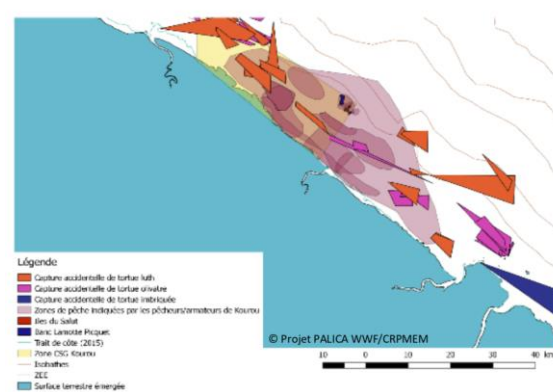 Légende
Capture accidentelle de tortue luth
Capture accidentelle de tortue olivatre
Capture accidentelle de tortue imbriquée
Zones de pêche indiquées par les pêcheurs/armateurs de Kourou
Iles du Salut
Banc Lamotte Picquet
Trait de côte (2015)
Zone CSG Kourou
Isobathes
ZEE
Surface terrestre émergée
© Projet PALICA WWF/CRPMEM
10 0 10 20 30 40 km